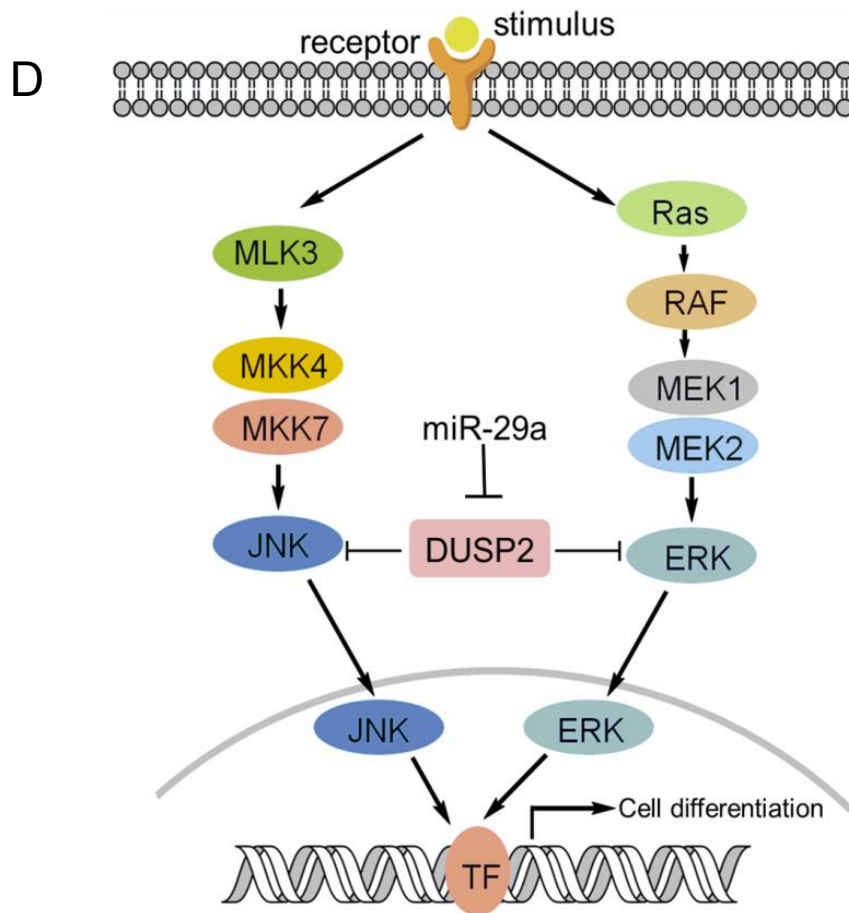 D
receptor
stimulus
MLK3
Ras
RAF
MKK4
MEK1
MKK7
miR-29a
MEK2
JNK
DUSP2
ERK
JNK
ERK
Cell differentiation
TF